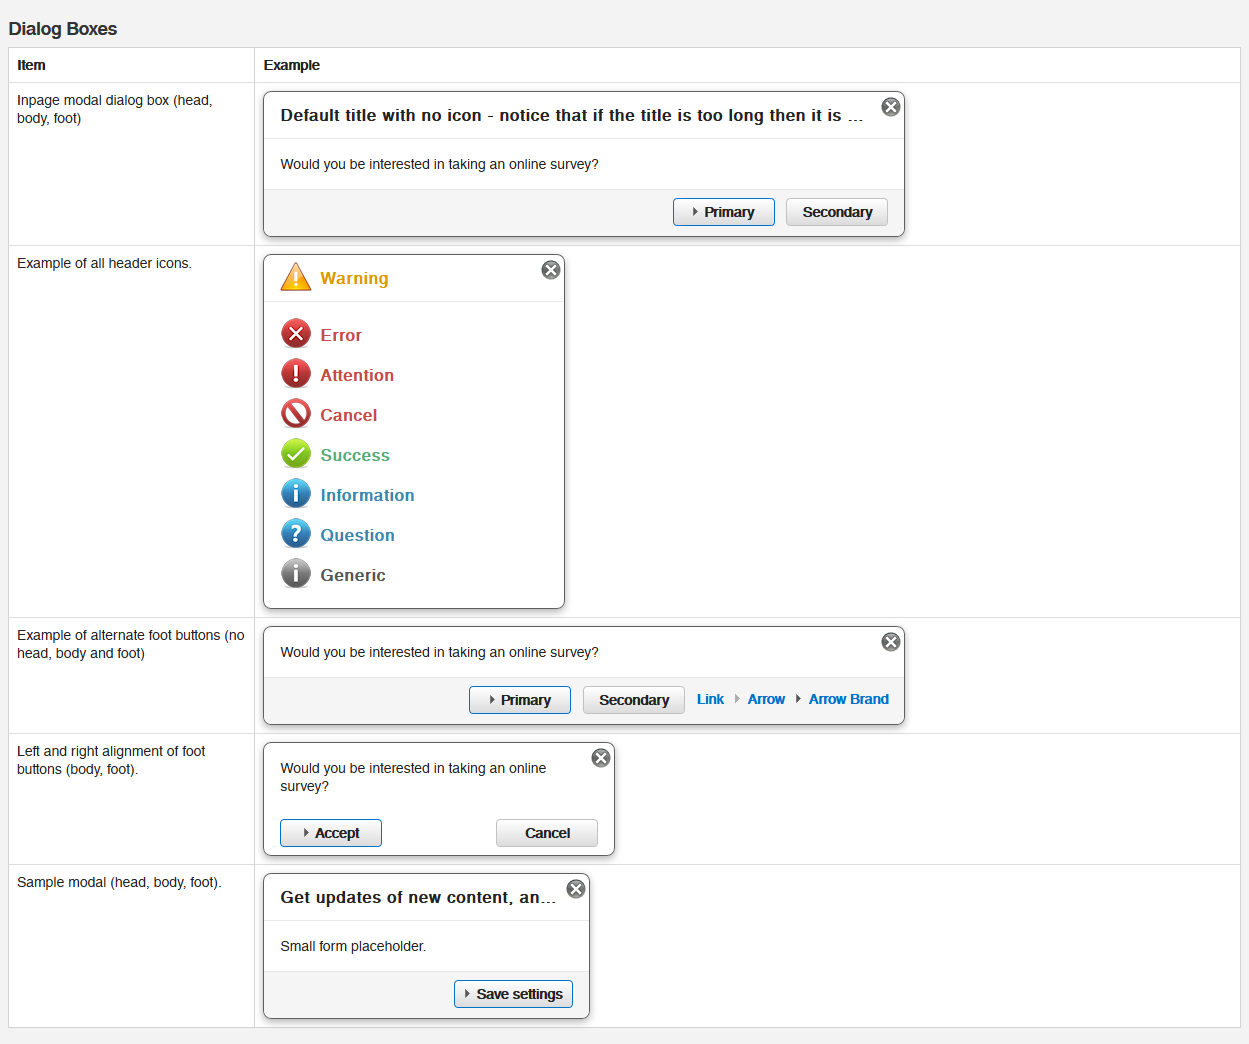 Dialog Boxes
Item
Example
Inpage modal dialog box (head,
body, foot)
Default title with no icon - notice that if the title is too long then it is ...
Would you be interested in taking an online survey?
Primary
Secondary
Example of all header icons.
Warning
Error
Attention
Cancel
Success
Information
Question
Generic
Example of alternate foot buttons (no
head, body and foot)
Would you be interested in taking an online survey?
Primary
Secondary
Link
Arrow
Arrow Brand
Left and right alignment of foot
buttons (body, foot).
Would you be interested in taking an online
survey?
Accept
Cancel
Sample modal (head, body, foot).
Get updates of new content, an...
Small form placeholder.
Save settings